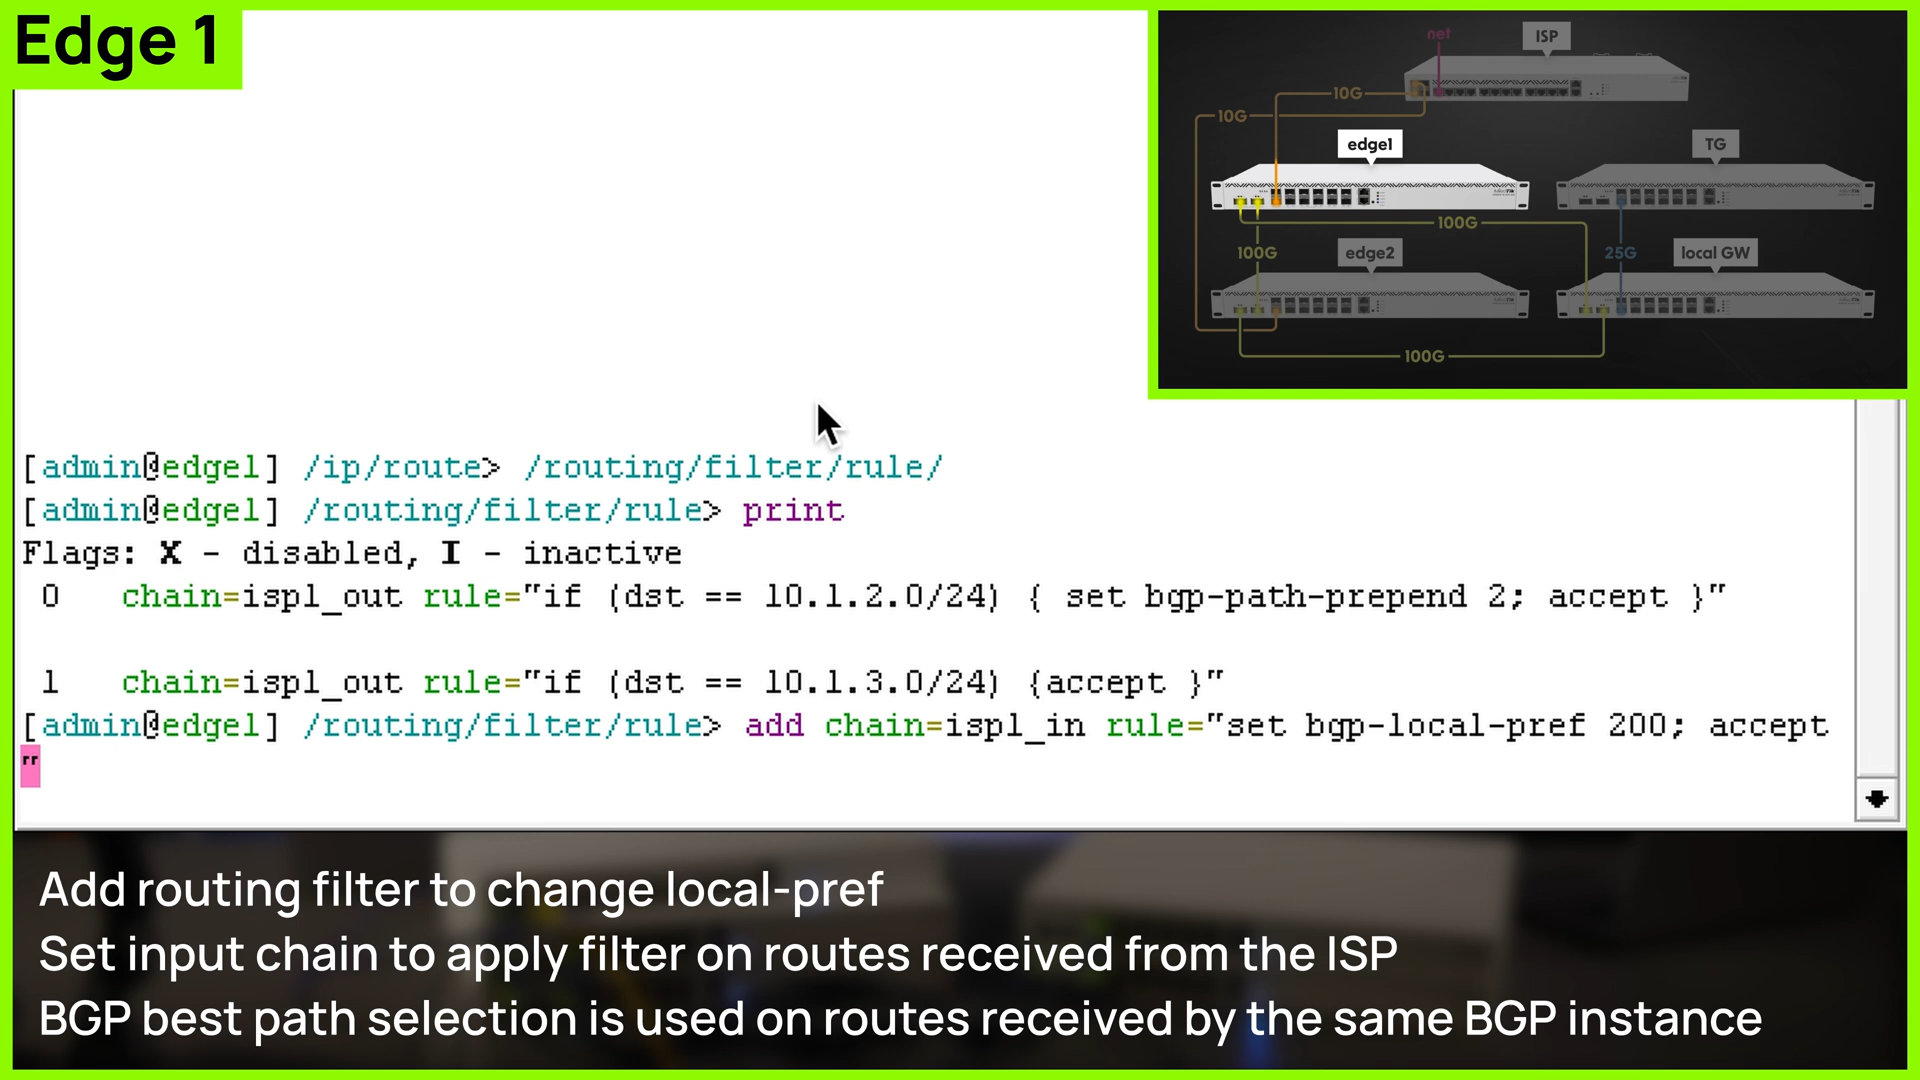 Edge 1
net
ISP
10G
10G
edge1
TG
100G
100G
edge2
25G
local GW
100G
[admin@edge1] /ip/route> /routing/filter/rule/
[admin@edge1] /routing/filter/rule> print
Flags: X - disabled, I - inactive
0 chain=isp1_out rule="if (dst == 10.1.2.0/24) { set bgp-path-prepend 2; accept }"
1 chain=isp1_out rule="if (dst == 10.1.3.0/24) {accept }"
[admin@edge1] /routing/filter/rule> add chain=isp1_in rule="set bgp-local-pref 200; accept
"
Add routing filter to change local-pref
Set input chain to apply filter on routes received from the ISP
BGP best path selection is used on routes received by the same BGP instance